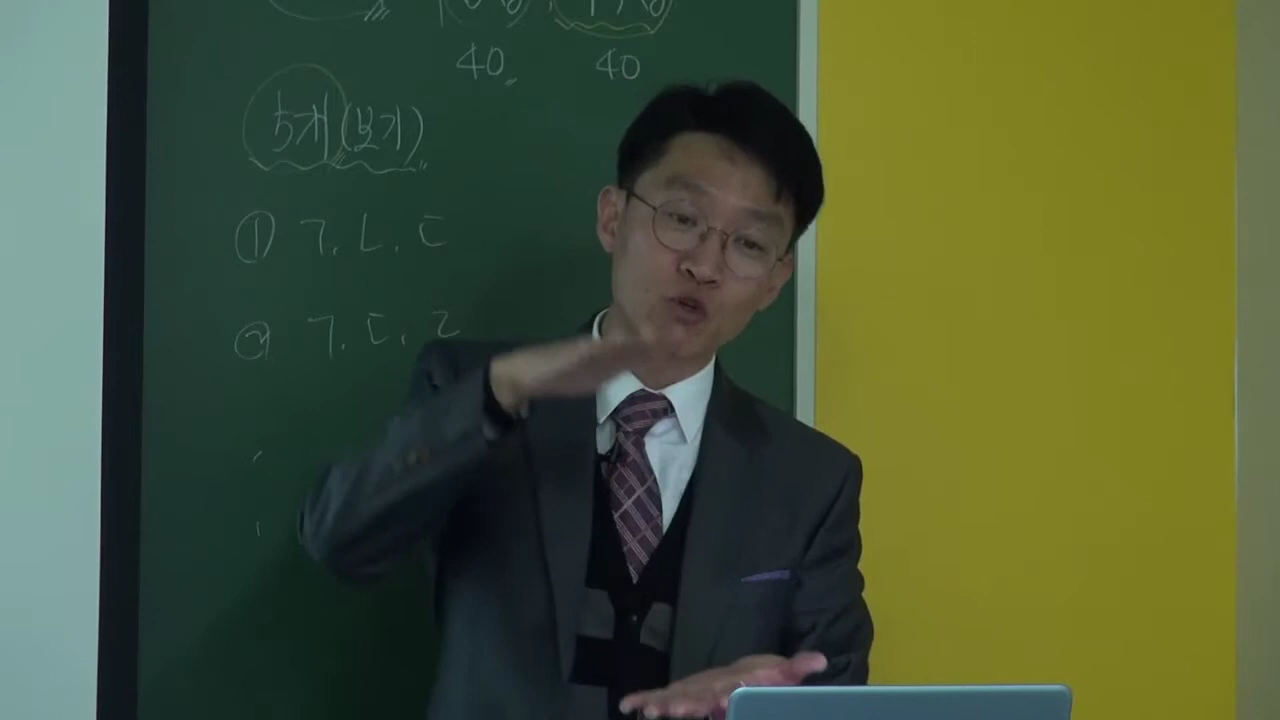 40 40
5개 (보기)
① ㄱ. ㄴ. ㄷ
② ㄱ. ㄷ. ㄹ